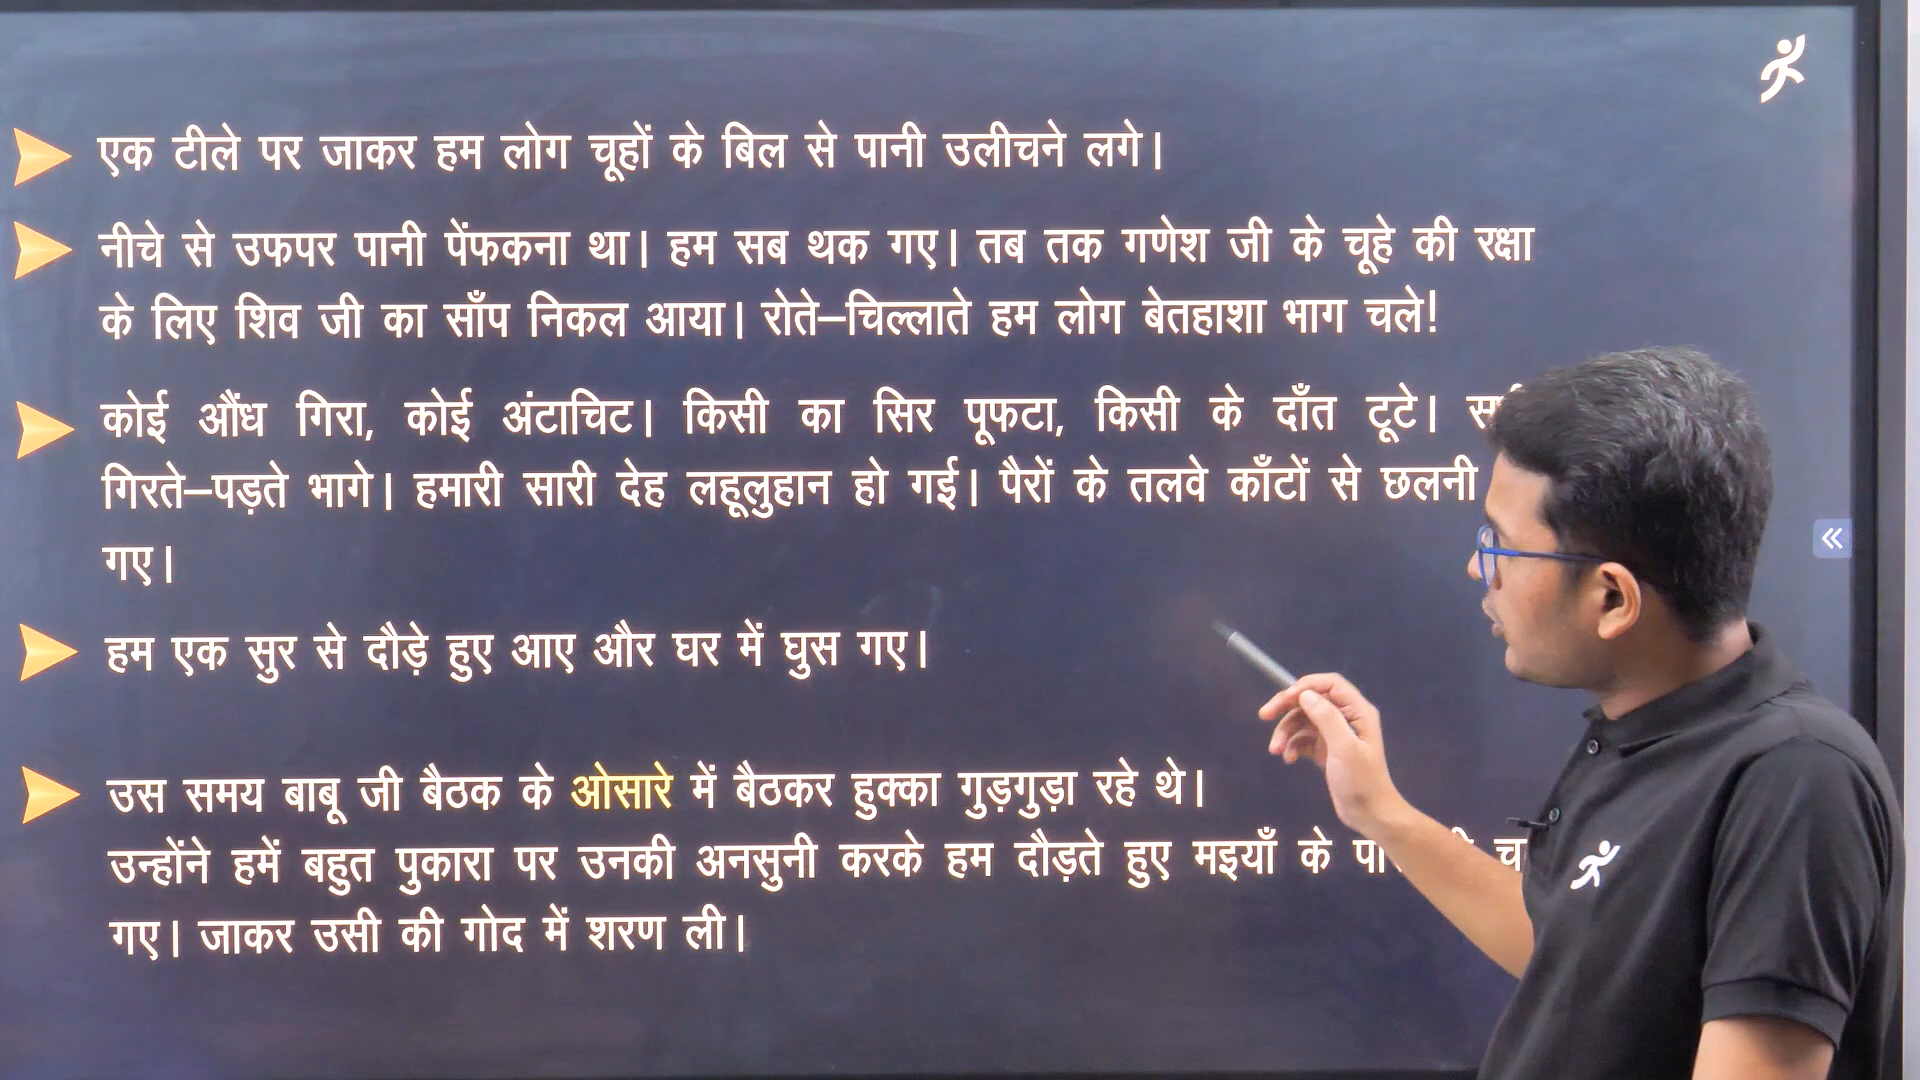 एक टीले पर जाकर हम लोग चूहों के बिल से पानी उलीचने लगे।
नीचे से उफपर पानी पेंफकना था। हम सब थक गए। तब तक गणेश जी के चूहे की रक्षा
के लिए शिव जी का साँप निकल आया। रोते–चिल्लाते हम लोग बेतहाशा भाग चले!
कोई औंध गिरा, कोई अंटाचिट। किसी का सिर पूफटा, किसी के दाँत टूटे।
गिरते–पड़ते भागे। हमारी सारी देह लहूलुहान हो गई। पैरों के तलवे काँटों से छलनी
गए।
हम एक सुर से दौड़े हुए आए और घर में घुस गए।
उस समय बाबू जी बैठक के ओसारे में बैठकर हुक्का गुड़गुड़ा रहे थे।
उन्होंने हमें बहुत पुकारा पर उनकी अनसुनी करके हम दौड़ते हुए मइयाँ के
गए। जाकर उसी की गोद में शरण ली।